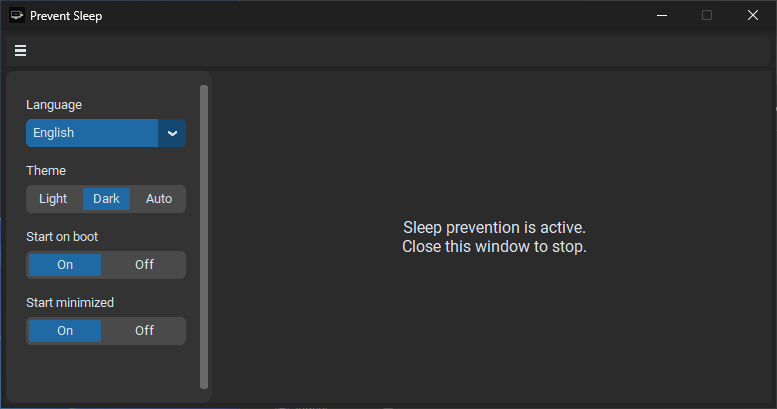 Prevent Sleep
Language
English
Theme
Light Dark Auto
Start on boot
On Off
Start minimized
On Off
Sleep prevention is active.
Close this window to stop.